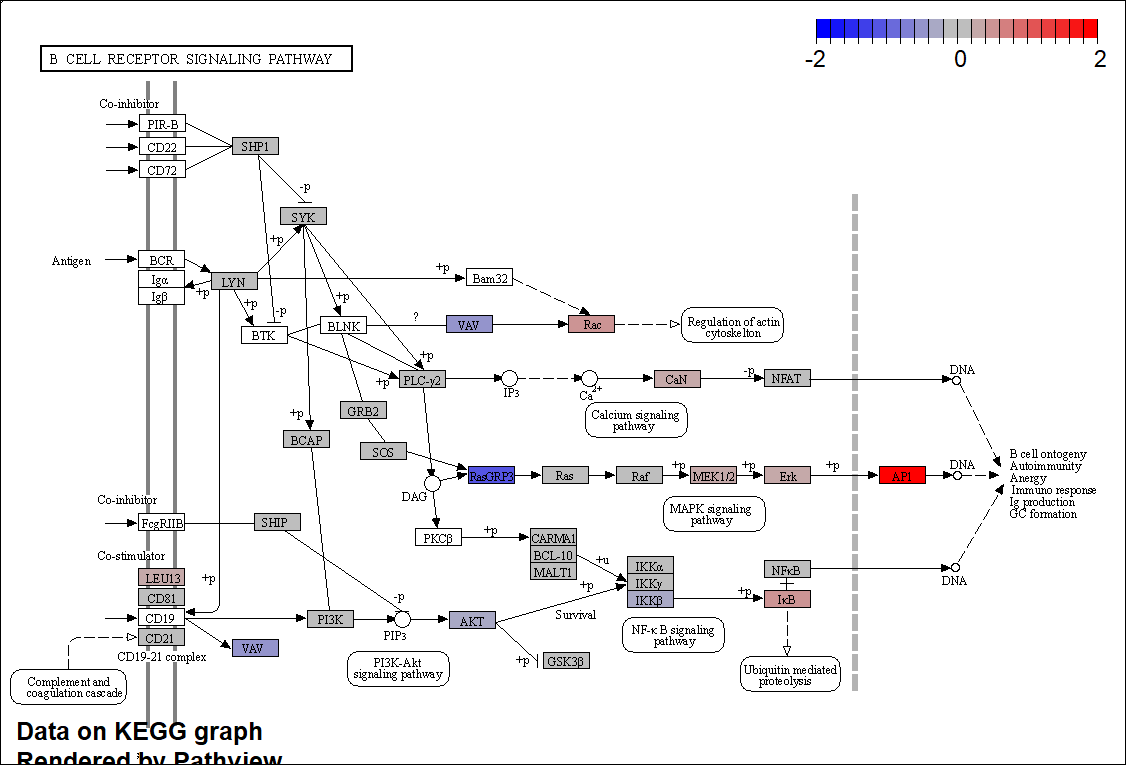 B CELL RECEPTOR SIGNALING PATHWAY
-2
0
2
Co-inhibitor
PIR-B
CD22
CD72
SHP1
-p
SYK
+p
Antigen
BCR
Igα
Igβ
LYN
+p
+p
-p
+p
Bam32
+p
BTK
BLNK
?
VAV
Rac
Regulation of actin
cytoskelton
+p
+p
PLC-γ2
IP3
Ca2+
CaN
-p
NFAT
DNA
Calcium signaling
pathway
GRB2
+p
BCAP
SOS
DAG
RasGRP3
Ras
Raf
+p
MEK1/2
+p
Erk
+p
AP1
DNA
B cell ontogeny
Autoimmunity
Anergy
Immuno response
Ig production
GC formation
MAPK signaling
pathway
Co-inhibitor
FcgRIIB
SHIP
PKCβ
+p
CARMA1
BCL-10
MALT1
+u
+p
IKKα
IKKγ
IKKβ
+p
NFκB
IκB
DNA
Co-stimulator
LEU13
CD81
CD19
CD21
+p
CD19-21 complex
VAV
PI3K
-p
PIP3
AKT
Survival
+p
GSK3β
PI3K-Akt
signaling pathway
NF-κ B signaling
pathway
Ubiquitin mediated
proteolysis
Complement and
coagulation cascade
Data on KEGG graph
Rendered by Pathview